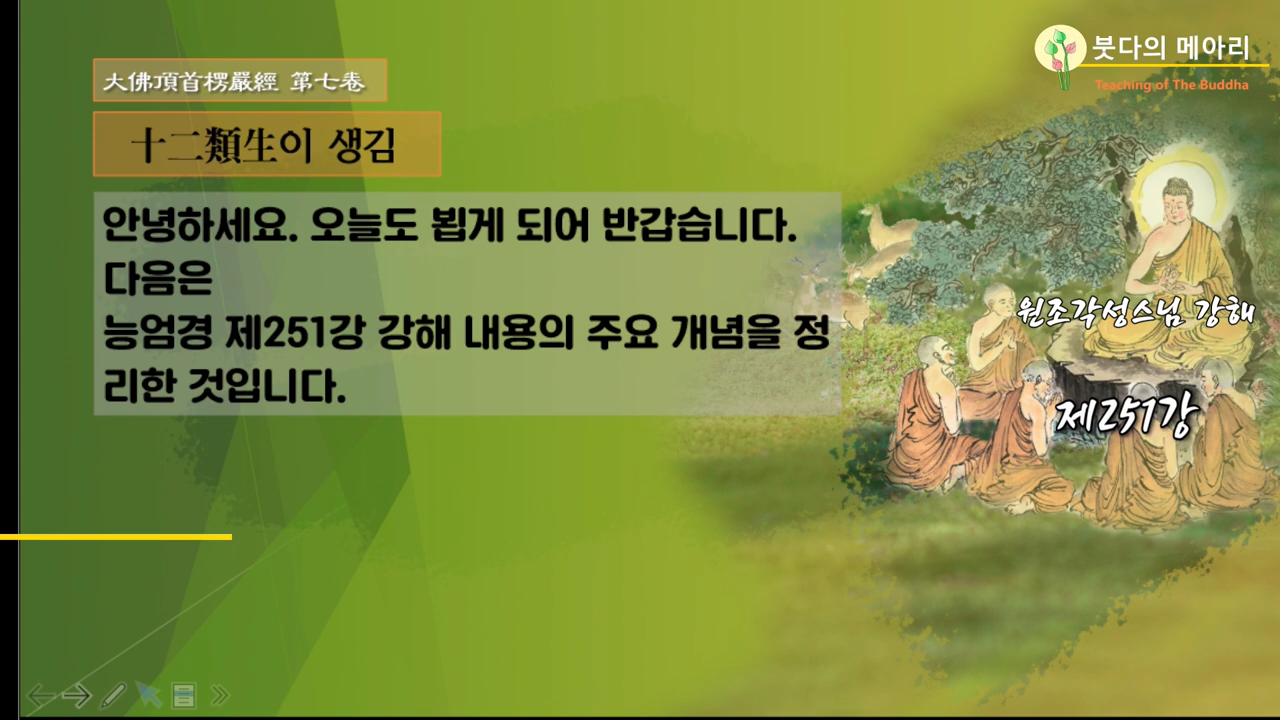 大佛頂首楞嚴經 第七卷
十二類生이 생김
안녕하세요. 오늘도 뵙게 되어 반갑습니다.
다음은
능엄경 제251강 강해 내용의 주요 개념을 정
리한 것입니다.
붓다의 메아리
Teaching of The Buddha
원조각성스님 강해
제251강